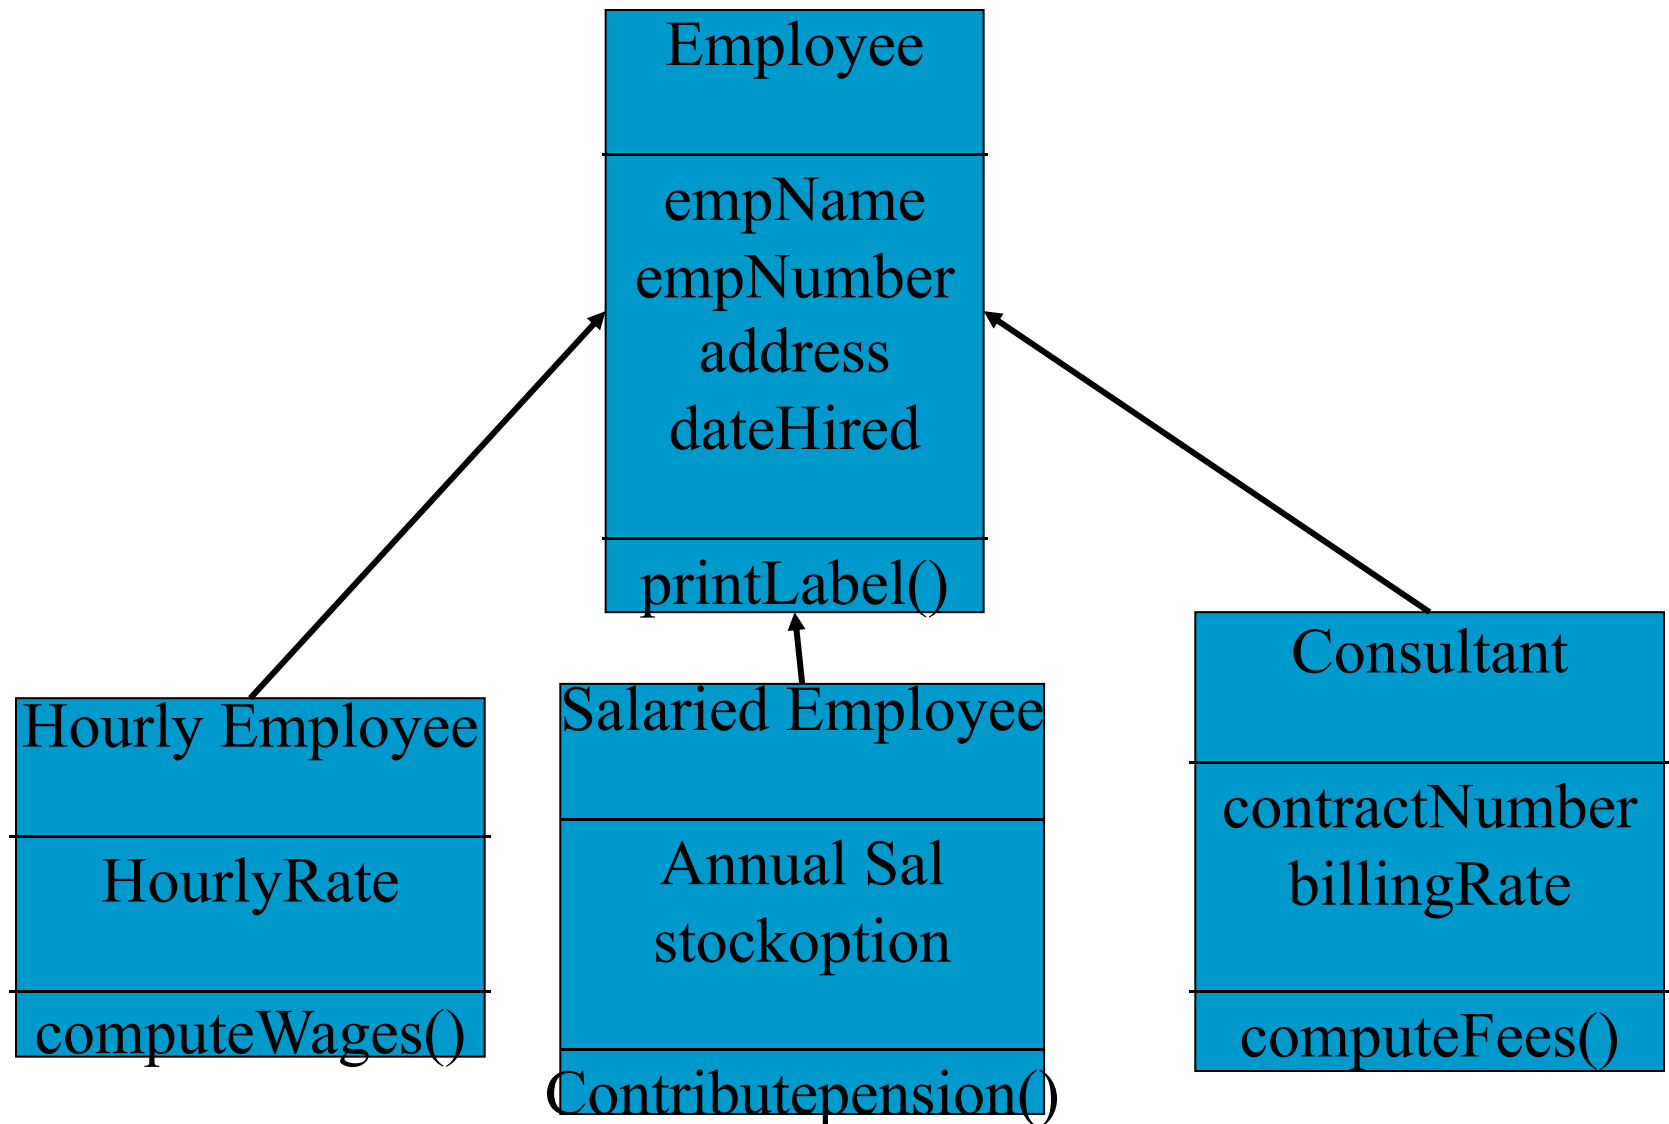 Employee
empName
empNumber
address
dateHired
printLabel()
Hourly Employee
HourlyRate
computeWages()
Salaried Employee
Annual Sal
stockoption
Contributepension()
Consultant
contractNumber
billingRate
computeFees()